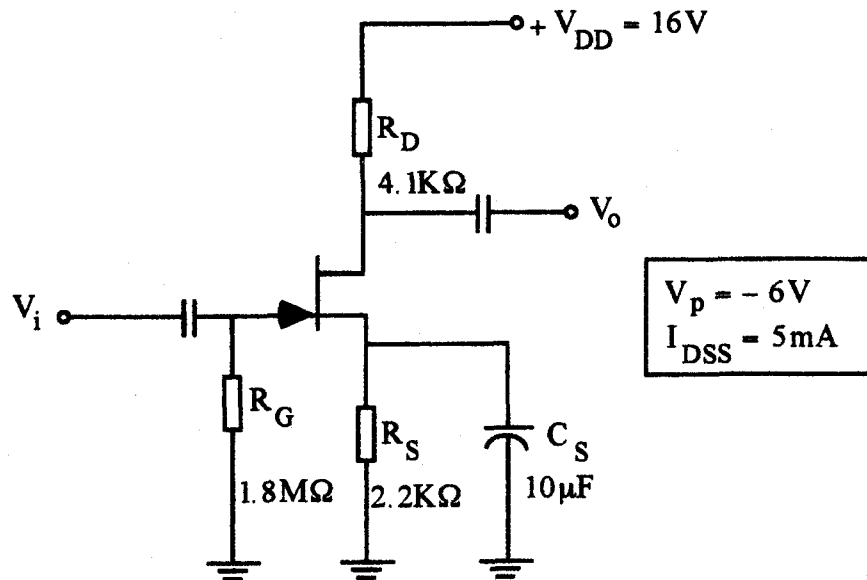 + V_DD = 16V
R_D
4.1KΩ
V_o
V_i
V_p = - 6V
I_DSS = 5mA
R_G
R_S
C_S
1.8MΩ
2.2KΩ
10μF